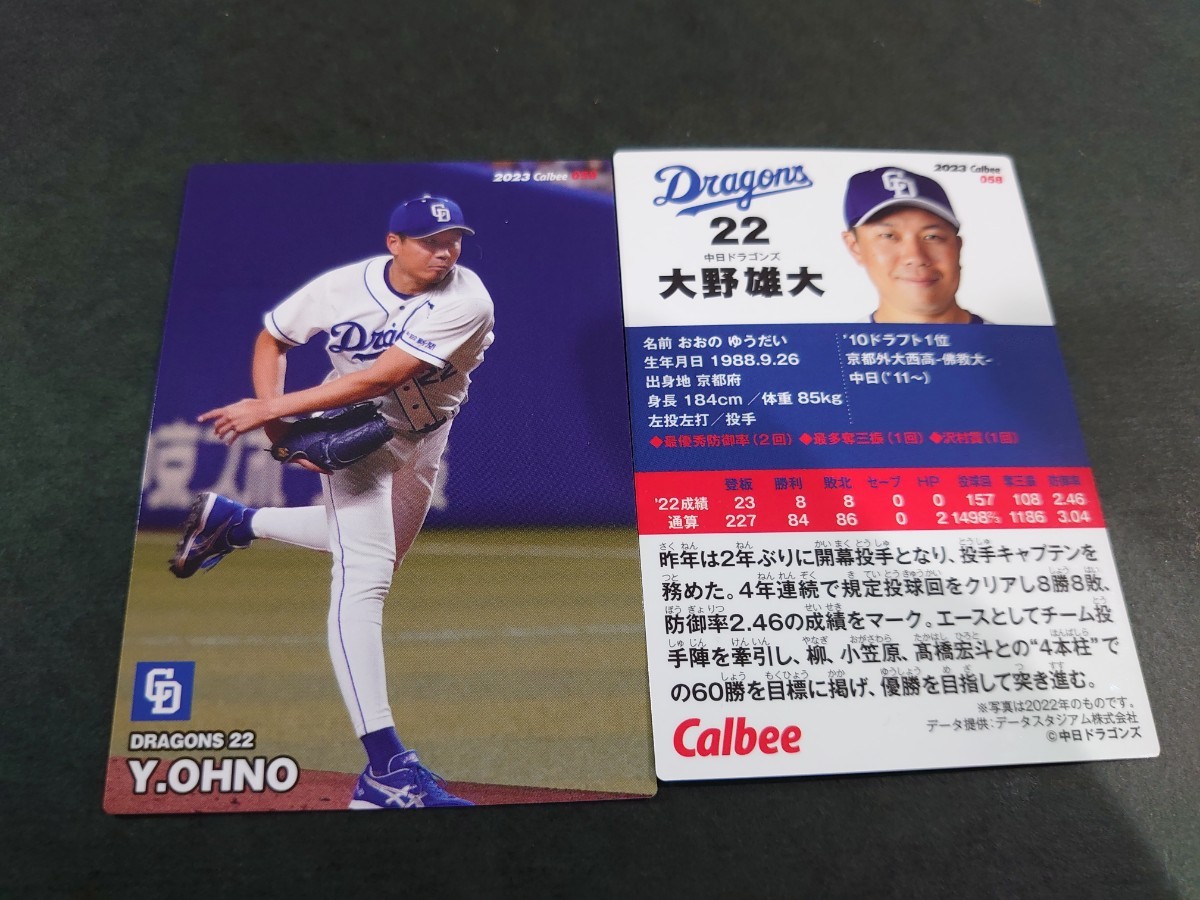 2023 Calbee 058
Dragons
DRAGONS 22
Y.OHNO
2023 Calbee
058
Dragons
22
中日ドラゴンズ
大野雄大
名前 おおの ゆうだい
生年月日 1988.9.26
出身地 京都府
身長 184cm／体重 85kg
左投左打／投手
'10ドラフト1位
京都外大西高-佛教大-
中日('11～)
◆最優秀防御率(2回) ◆最多奪三振(1回) ◆沢村賞(1回)
登板 勝利 敗北 セーブ HP 投球回 奪三振 防御率
'22成績 23 8 8 0 0 157 108 2.46
通算 227 84 86 0 2 1498⅔ 1186 3.04
昨年は2年ぶりに開幕投手となり、投手キャプテンを
務めた。4年連続で規定投球回をクリアし8勝8敗、
防御率2.46の成績をマーク。エースとしてチーム投
手陣を牽引し、柳、小笠原、髙橋宏斗との“4本柱”で
の60勝を目標に掲げ、優勝を目指して突き進む。
※写真は2022年のものです。
データ提供：データスタジアム株式会社
©中日ドラゴンズ
Calbee